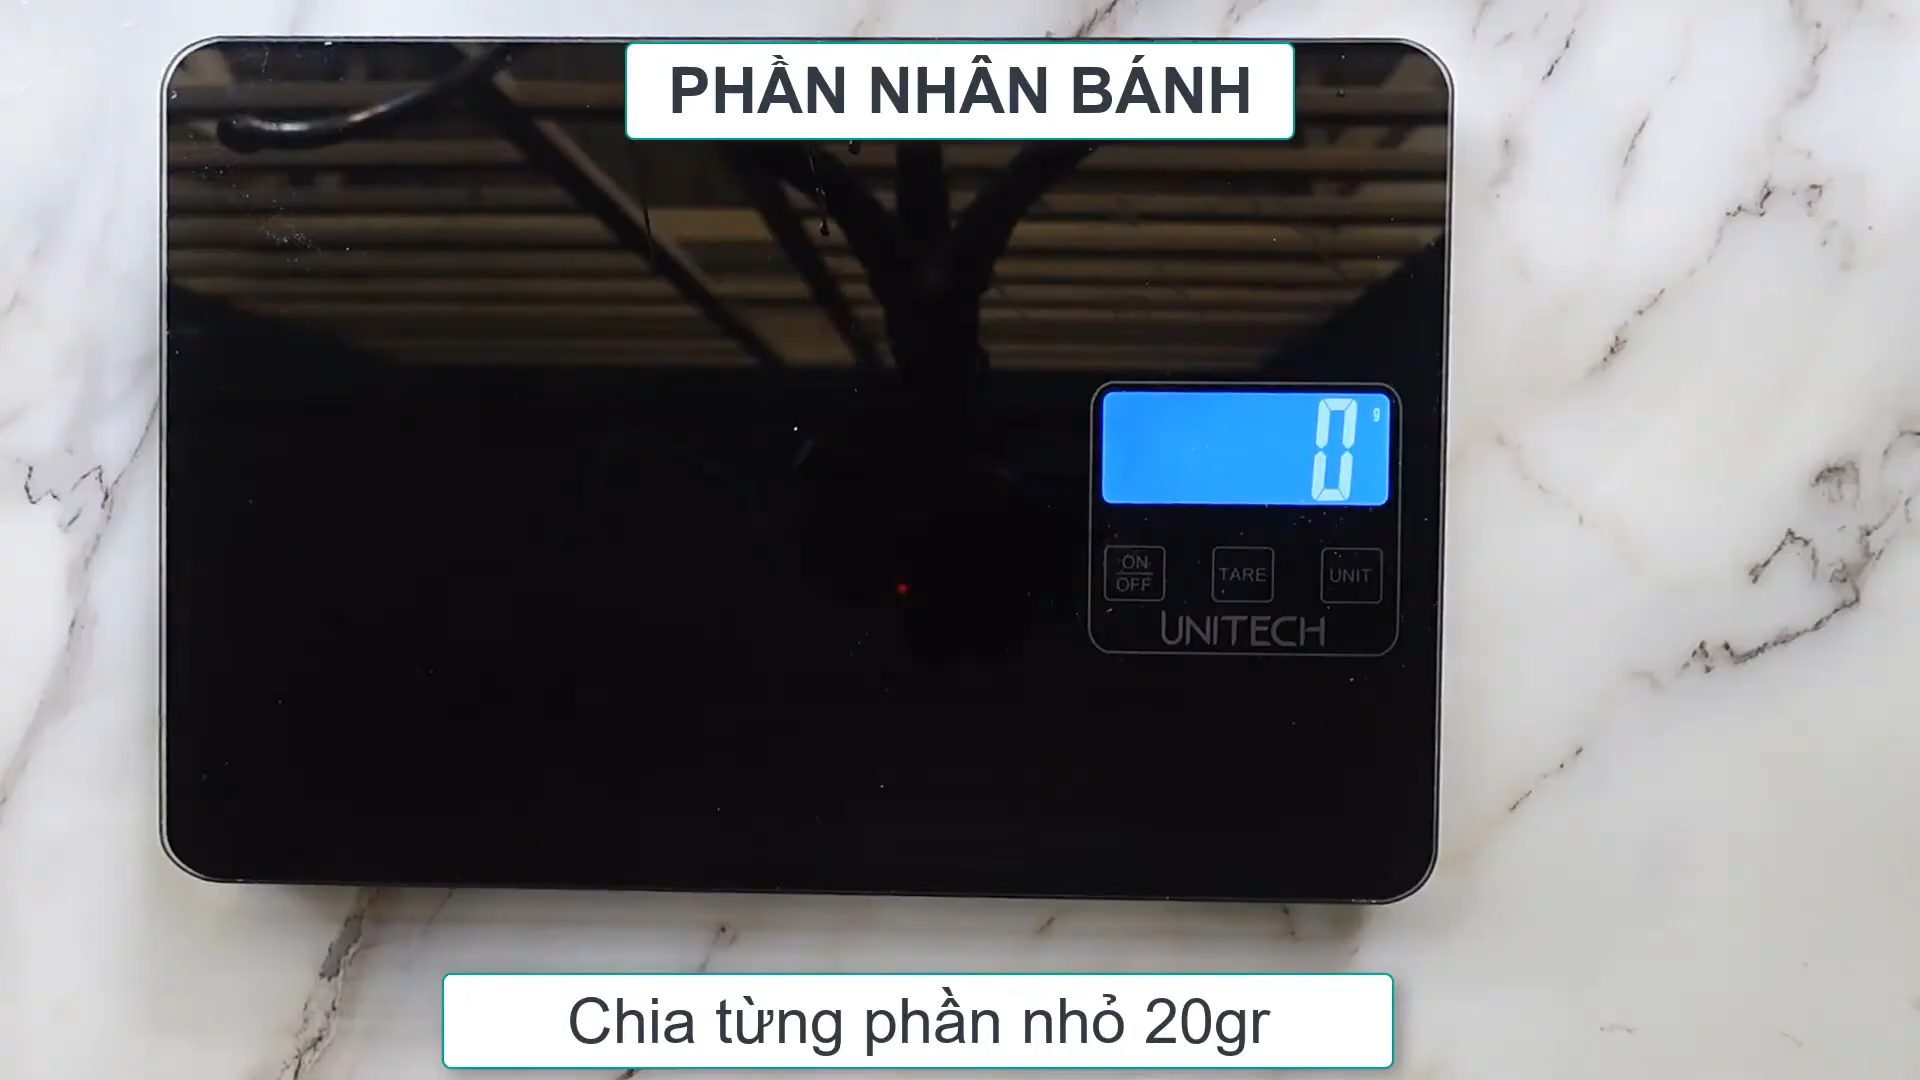 PHẦN NHÂN BÁNH
0 g
ON
OFF
TARE
UNIT
UNITECH
Chia từng phần nhỏ 20gr